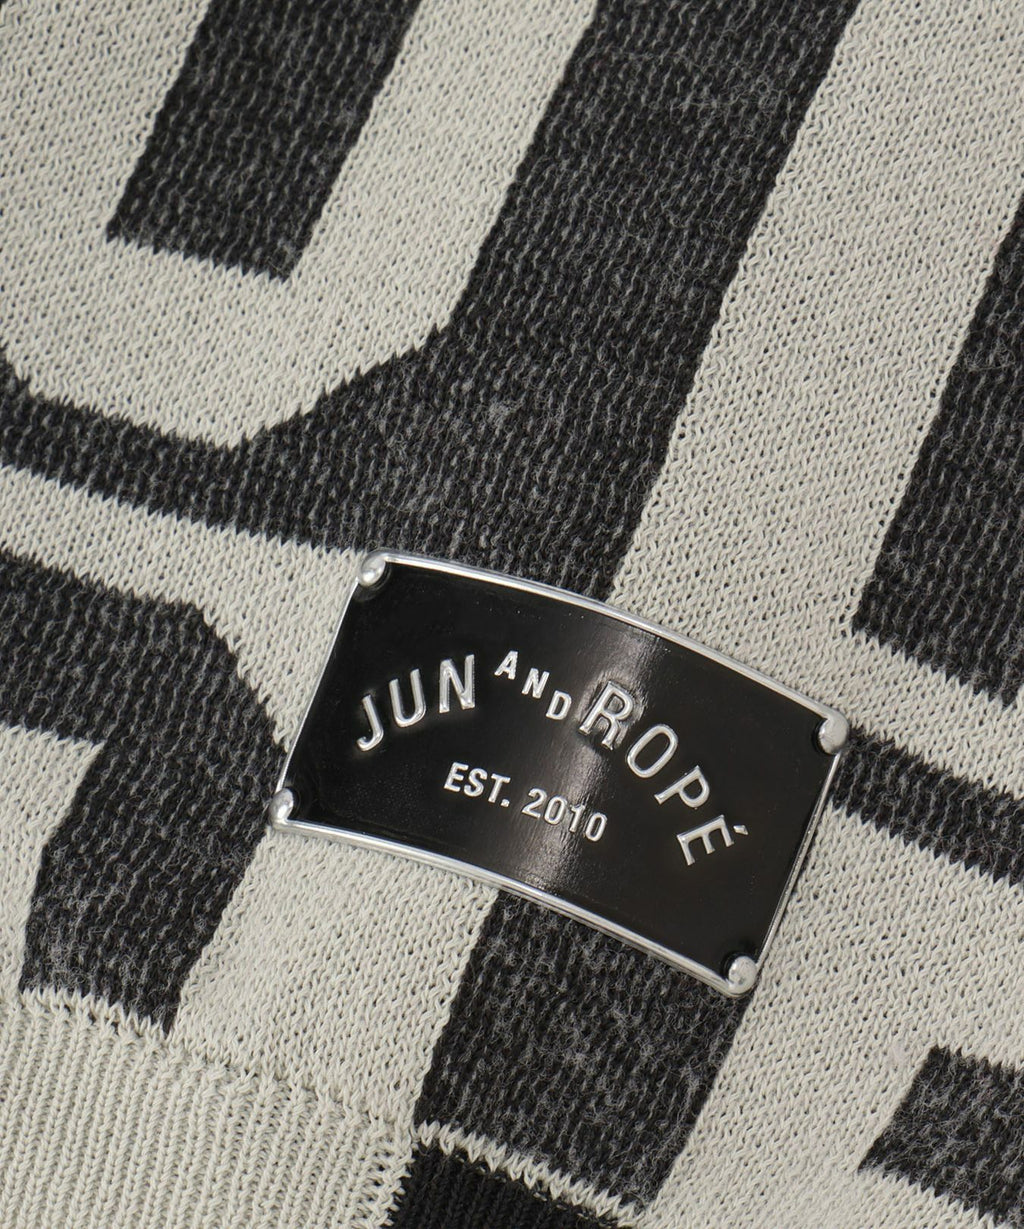 JUN AND ROPÉ
EST. 2010